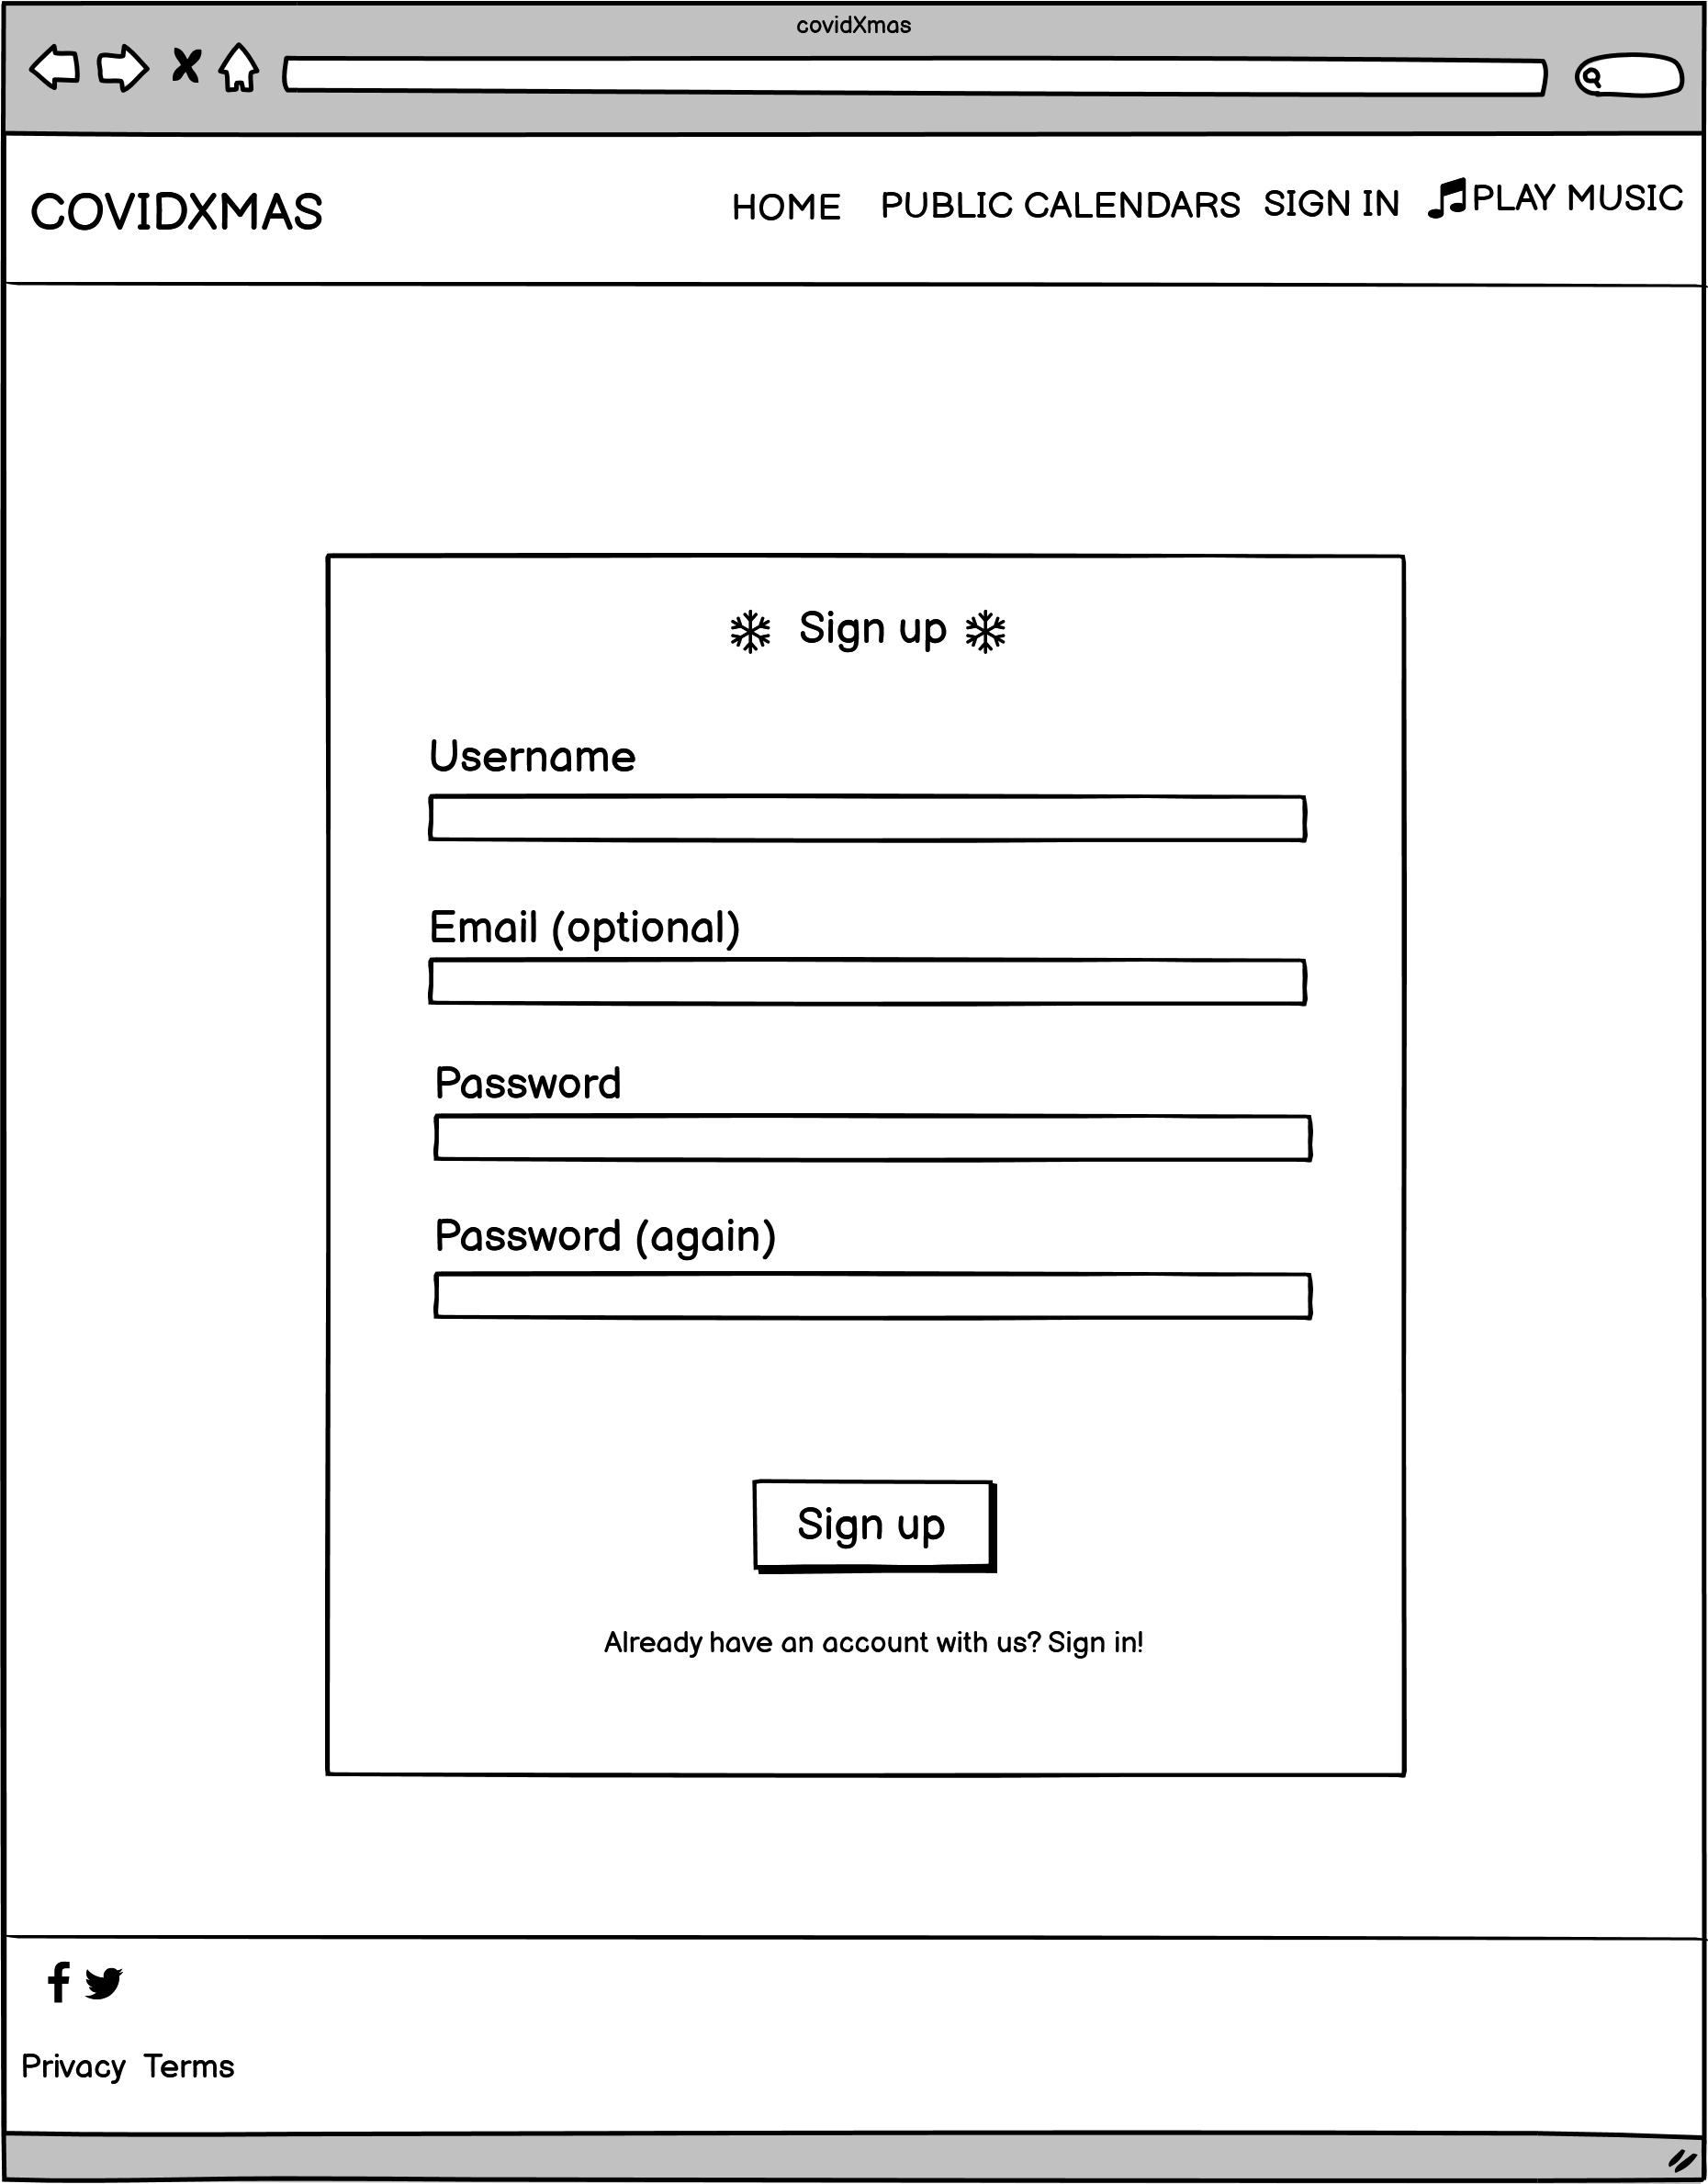 covidXmas
COVIDXMAS
HOME PUBLIC CALENDARS SIGN IN PLAY MUSIC
Sign up
Username
Email (optional)
Password
Password (again)
Sign up
Already have an account with us? Sign in!
Privacy Terms